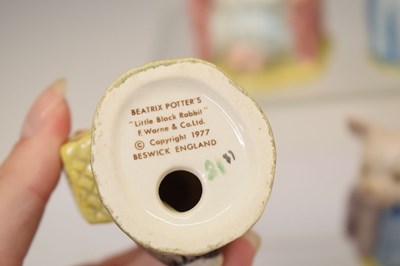 BEATRIX POTTER'S
"Little Black Rabbit"
F. Warne & Co. Ltd.
© Copyright 1977
BESWICK ENGLAND